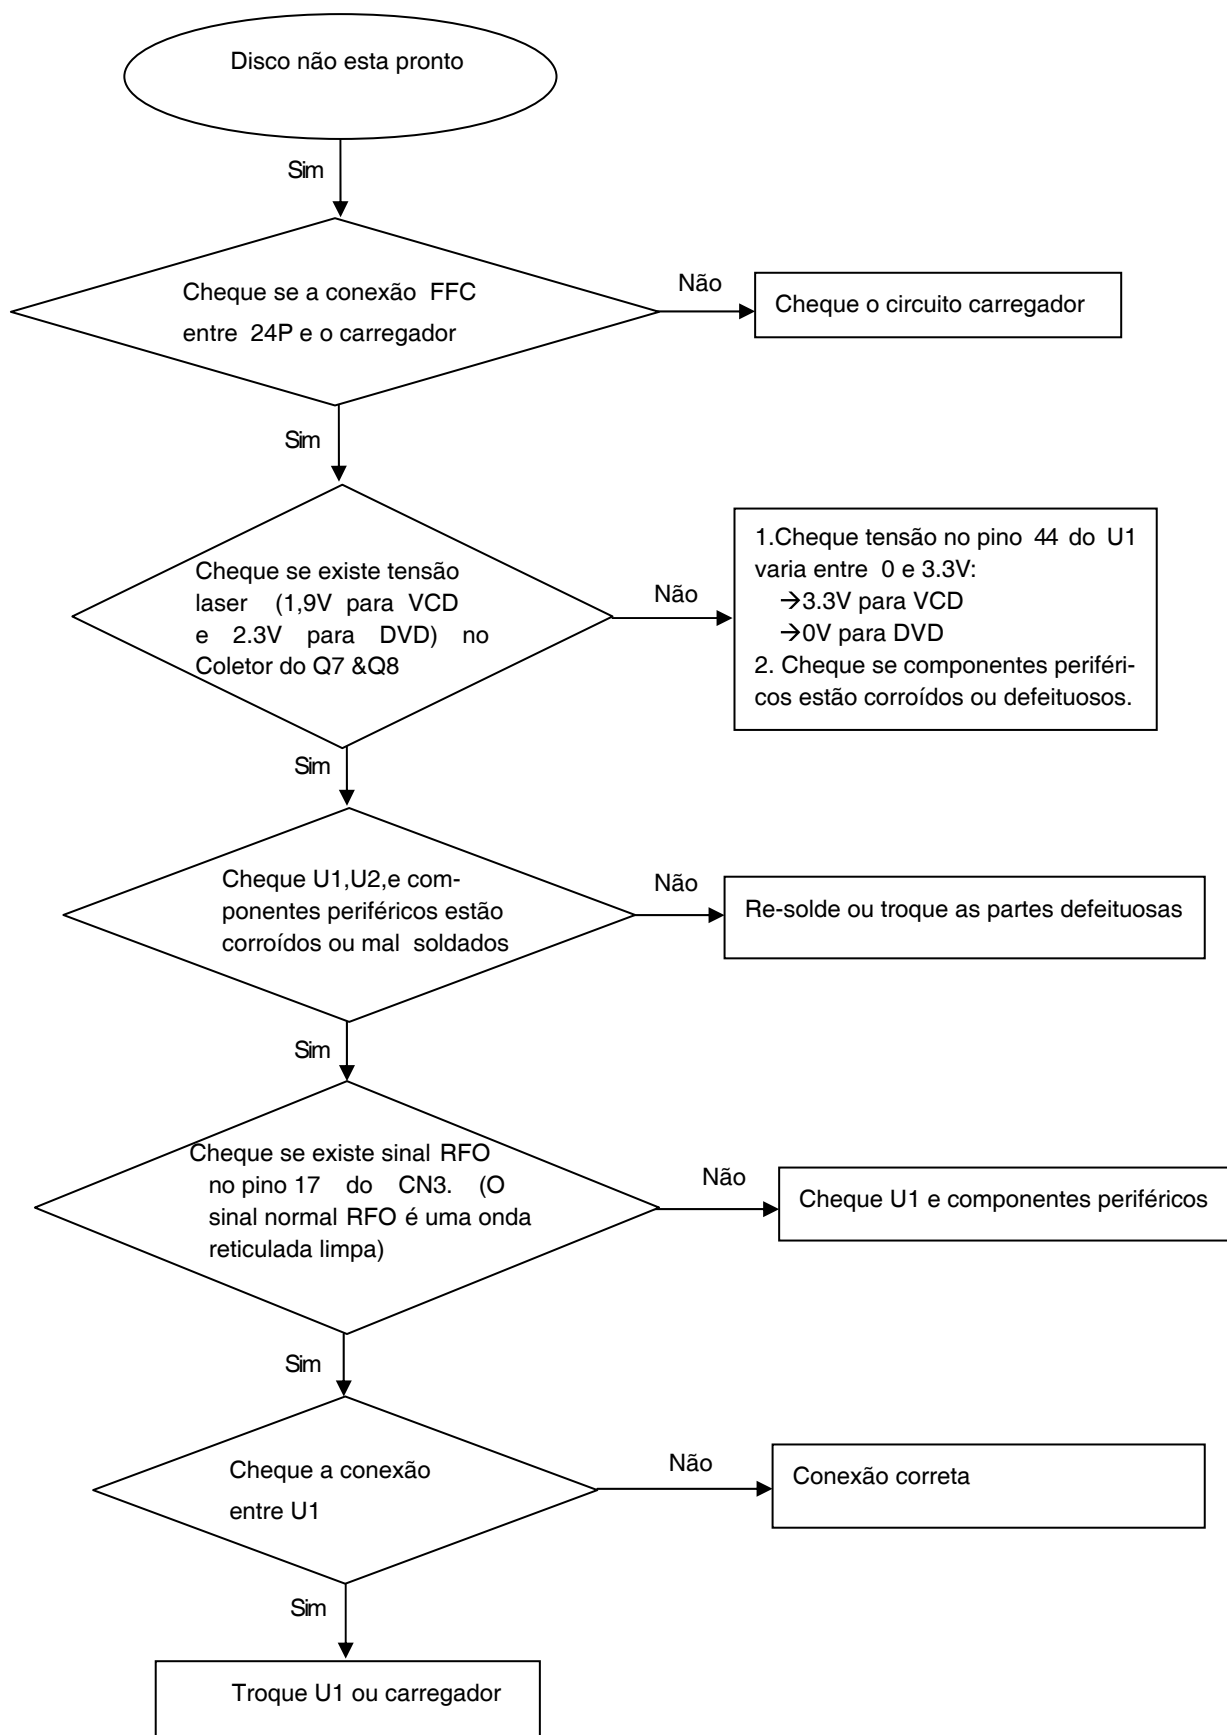 Disco não esta pronto
Sim
Cheque se a conexão FFC
entre 24P e o carregador
Não
Cheque o circuito carregador
Sim
Cheque se existe tensão
laser (1,9V para VCD
e 2.3V para DVD) no
Coletor do Q7 &Q8
Não
1.Cheque tensão no pino 44 do U1
varia entre 0 e 3.3V:
→3.3V para VCD
→0V para DVD
2. Cheque se componentes periféri-
cos estão corroídos ou defeituosos.
Sim
Cheque U1,U2,e com-
ponentes periféricos estão
corroídos ou mal soldados
Não
Re-solde ou troque as partes defeituosas
Sim
Cheque se existe sinal RFO
no pino 17 do CN3. (O
sinal normal RFO é uma onda
reticulada limpa)
Não
Cheque U1 e componentes periféricos
Sim
Cheque a conexão
entre U1
Não
Conexão correta
Sim
Troque U1 ou carregador